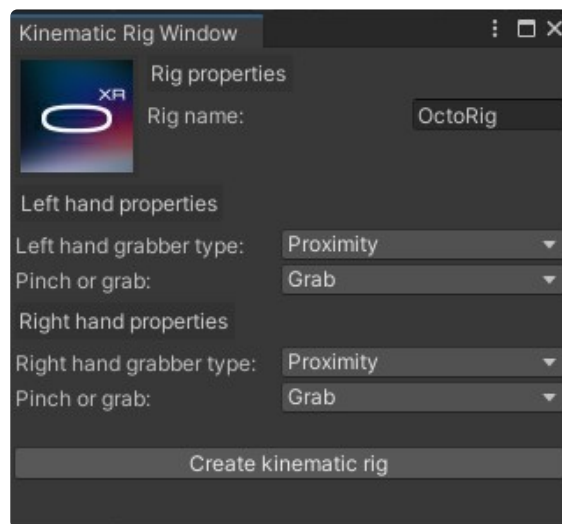 Kinematic Rig Window
XR
Rig properties
Rig name: OctoRig
Left hand properties
Left hand grabber type: Proximity
Pinch or grab: Grab
Right hand properties
Right hand grabber type: Proximity
Pinch or grab: Grab
Create kinematic rig